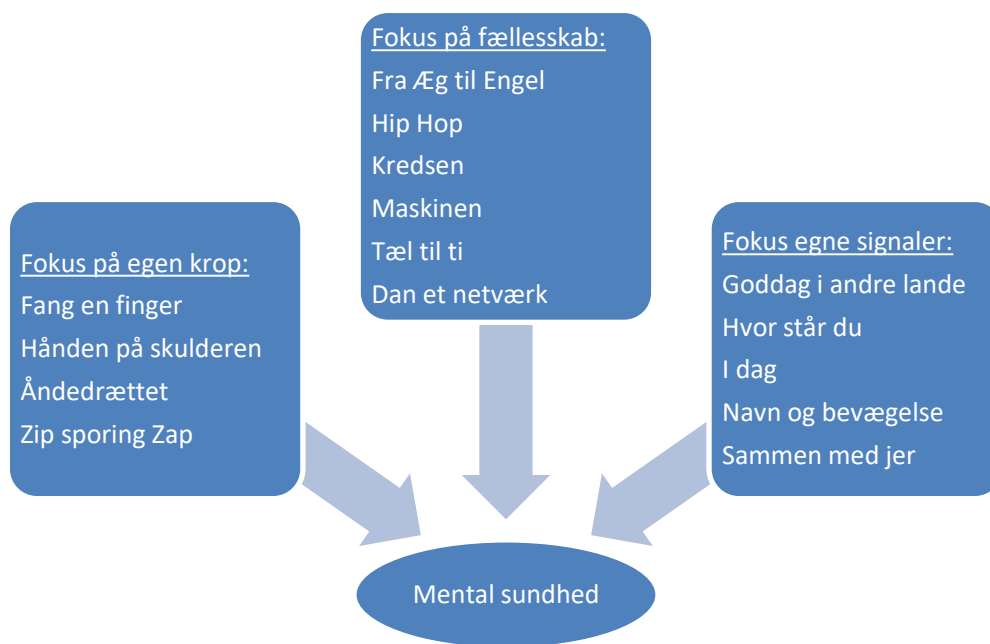 Fokus på fællesskab:
Fra Æg til Engel
Hip Hop
Kredsen
Maskinen
Tæl til ti
Dan et netværk
Fokus på egen krop:
Fang en finger
Hånden på skulderen
Åndedrættet
Zip sporing Zap
Fokus egne signaler:
Goddag i andre lande
Hvor står du
I dag
Navn og bevægelse
Sammen med jer
Mental sundhed